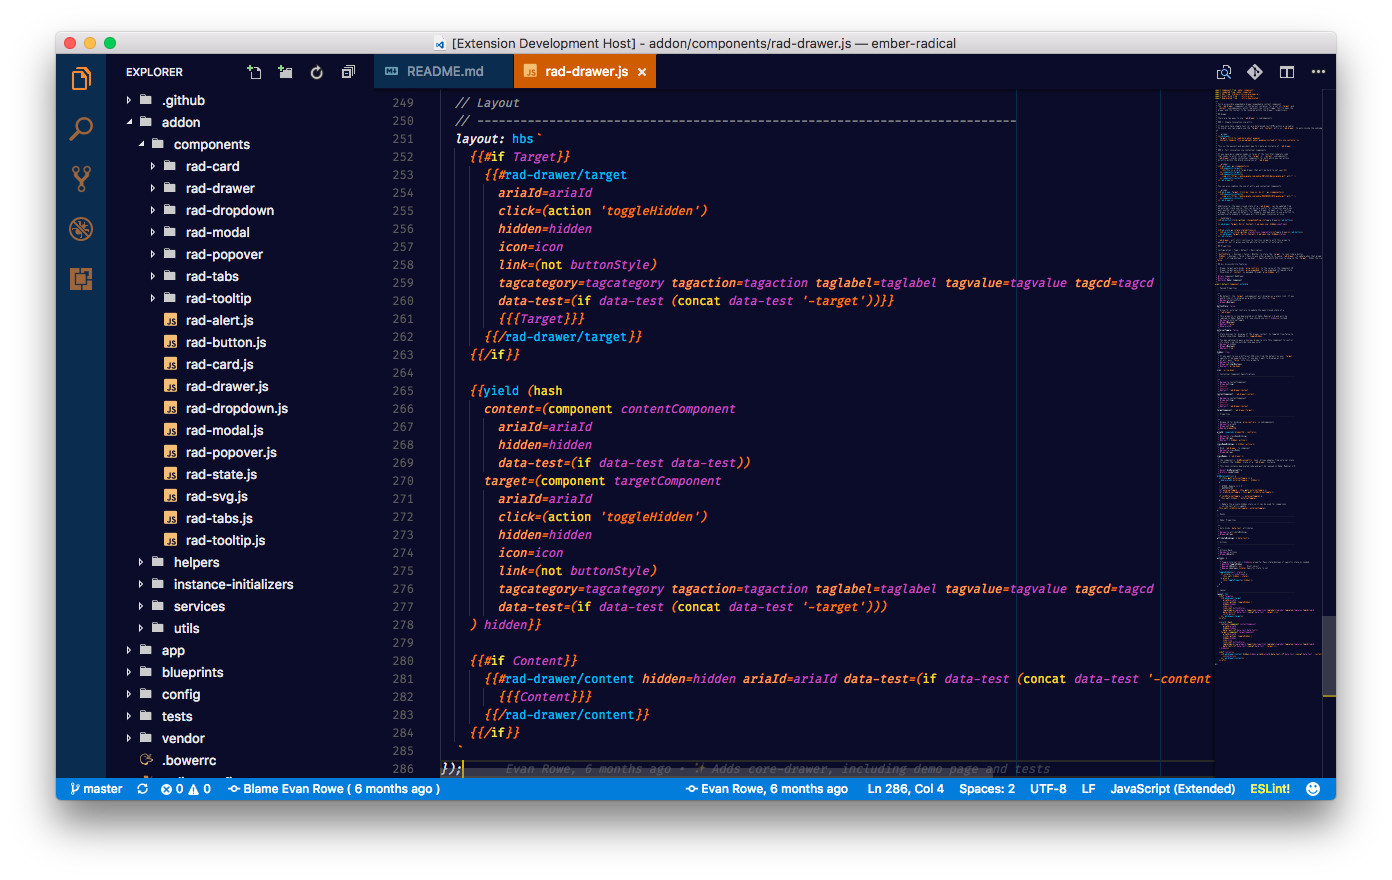 [Extension Development Host] - addon/components/rad-drawer.js — ember-radical
EXPLORER
README.md
rad-drawer.js ×
.github
addon
components
rad-card
rad-drawer
rad-dropdown
rad-modal
rad-popover
rad-tabs
rad-tooltip
JS rad-alert.js
JS rad-button.js
JS rad-card.js
JS rad-drawer.js
JS rad-dropdown.js
JS rad-modal.js
JS rad-popover.js
JS rad-state.js
JS rad-svg.js
JS rad-tabs.js
JS rad-tooltip.js
helpers
instance-initializers
services
utils
app
blueprints
config
tests
vendor
.bowerrc
249 // Layout
250 // ---------------------------------------------------------------------------
251 layout: hbs`
252 {{#if Target}}
253 {{#rad-drawer/target
254 ariaId=ariaId
255 click=(action 'toggleHidden')
256 hidden=hidden
257 icon=icon
258 link=(not buttonStyle)
259 tagcategory=tagcategory tagaction=tagaction taglabel=taglabel tagvalue=tagvalue tagcd=tagcd
260 data-test=(if data-test (concat data-test '-target'))}}
261 {{{Target}}}
262 {{/rad-drawer/target}}
263 {{/if}}
264
265 {{yield (hash
266 content=(component contentComponent
267 ariaId=ariaId
268 hidden=hidden
269 data-test=(if data-test data-test))
270 target=(component targetComponent
271 ariaId=ariaId
272 click=(action 'toggleHidden')
273 hidden=hidden
274 icon=icon
275 link=(not buttonStyle)
276 tagcategory=tagcategory tagaction=tagaction taglabel=taglabel tagvalue=tagvalue tagcd=tagcd
277 data-test=(if data-test (concat data-test '-target')))
278 ) hidden}}
279
280 {{#if Content}}
281 {{#rad-drawer/content hidden=hidden ariaId=ariaId data-test=(if data-test (concat data-test '-content
282 {{{Content}}}
283 {{/rad-drawer/content}}
284 {{/if}}
285 `
286 }); Evan Rowe, 6 months ago • ✨ Adds core-drawer, including demo page and tests
master 0 0 Blame Evan Rowe ( 6 months ago ) Evan Rowe, 6 months ago Ln 286, Col 4 Spaces: 2 UTF-8 LF JavaScript (Extended) ESLint!